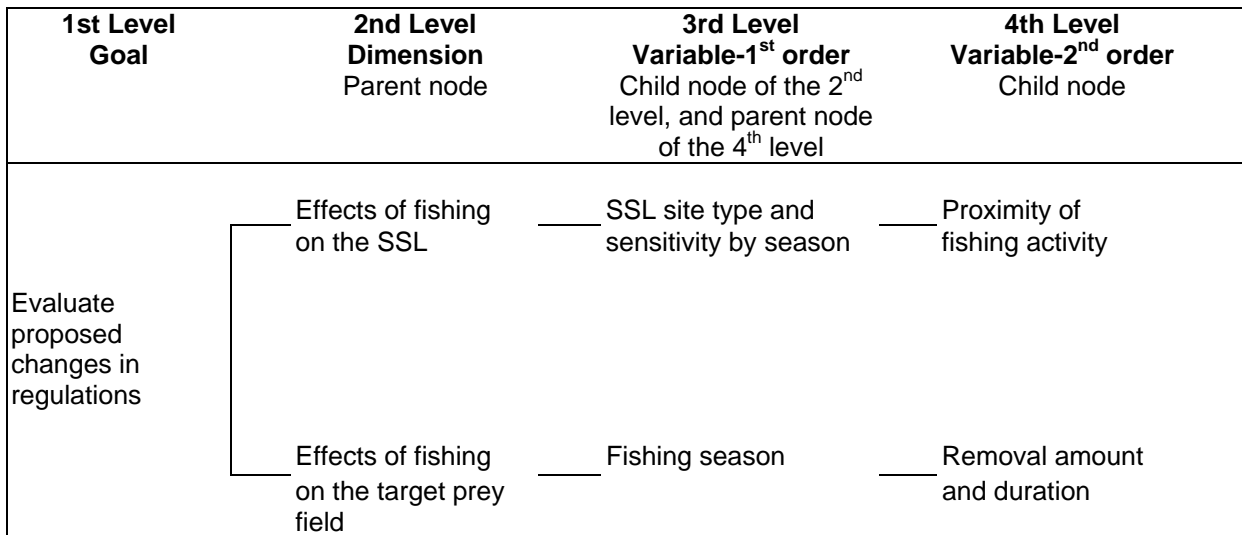 1st Level
Goal
2nd Level
Dimension
Parent node
3rd Level
Variable-1st order
Child node of the 2nd
level, and parent node
of the 4th level
4th Level
Variable-2nd order
Child node
Evaluate
proposed
changes in
regulations
Effects of fishing
on the SSL
SSL site type and
sensitivity by season
Proximity of
fishing activity
Effects of fishing
on the target prey
field
Fishing season
Removal amount
and duration